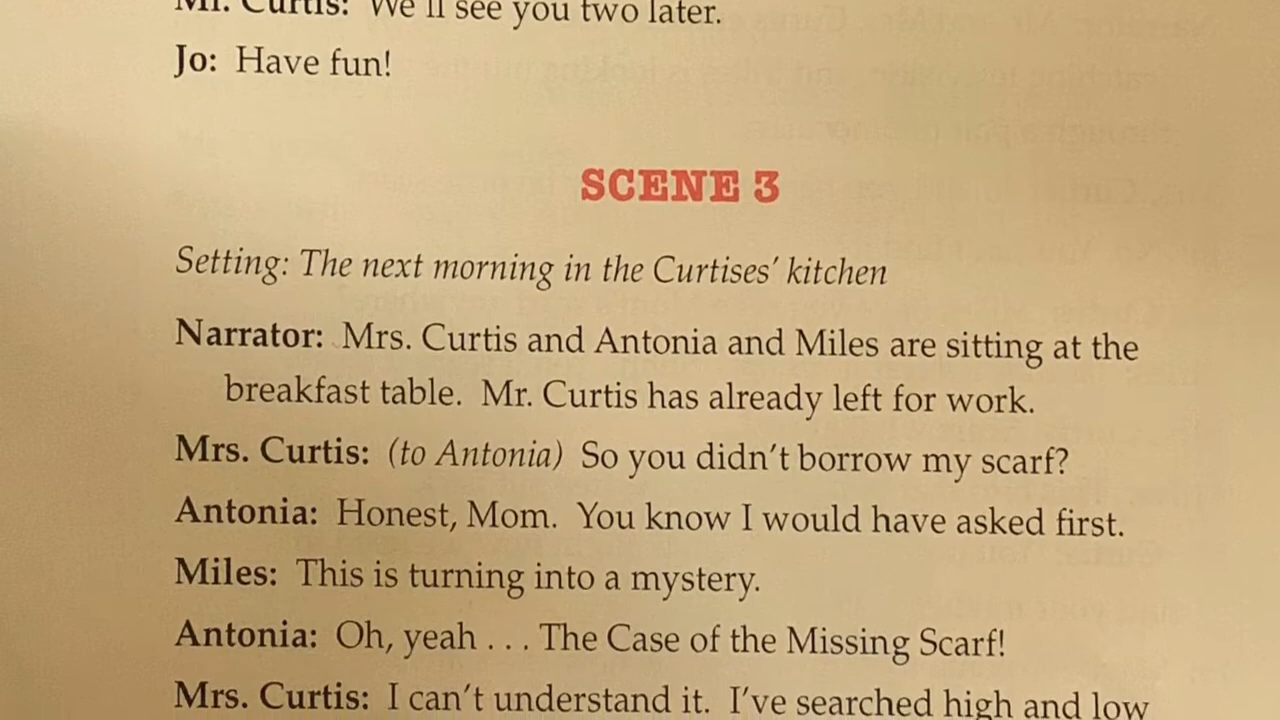 Mr. Curtis: We'll see you two later.
Jo: Have fun!
SCENE 3
Setting: The next morning in the Curtises' kitchen
Narrator: Mrs. Curtis and Antonia and Miles are sitting at the
breakfast table. Mr. Curtis has already left for work.
Mrs. Curtis: (to Antonia) So you didn't borrow my scarf?
Antonia: Honest, Mom. You know I would have asked first.
Miles: This is turning into a mystery.
Antonia: Oh, yeah . . . The Case of the Missing Scarf!
Mrs. Curtis: I can't understand it. I've searched high and low